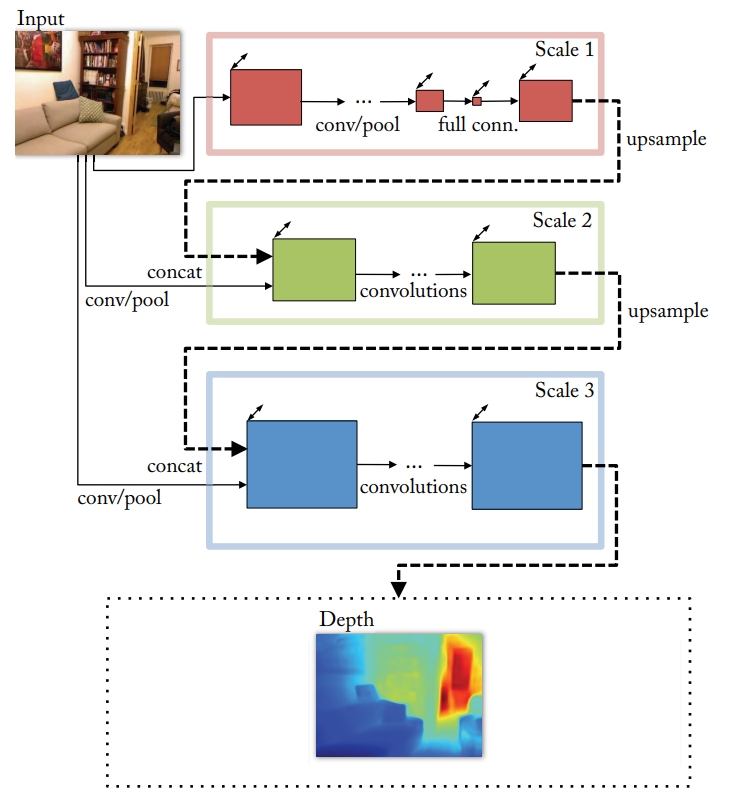 Input
Scale 1
...
conv/pool
full conn.
upsample
Scale 2
concat
...
conv/pool
convolutions
upsample
Scale 3
concat
...
conv/pool
convolutions
Depth